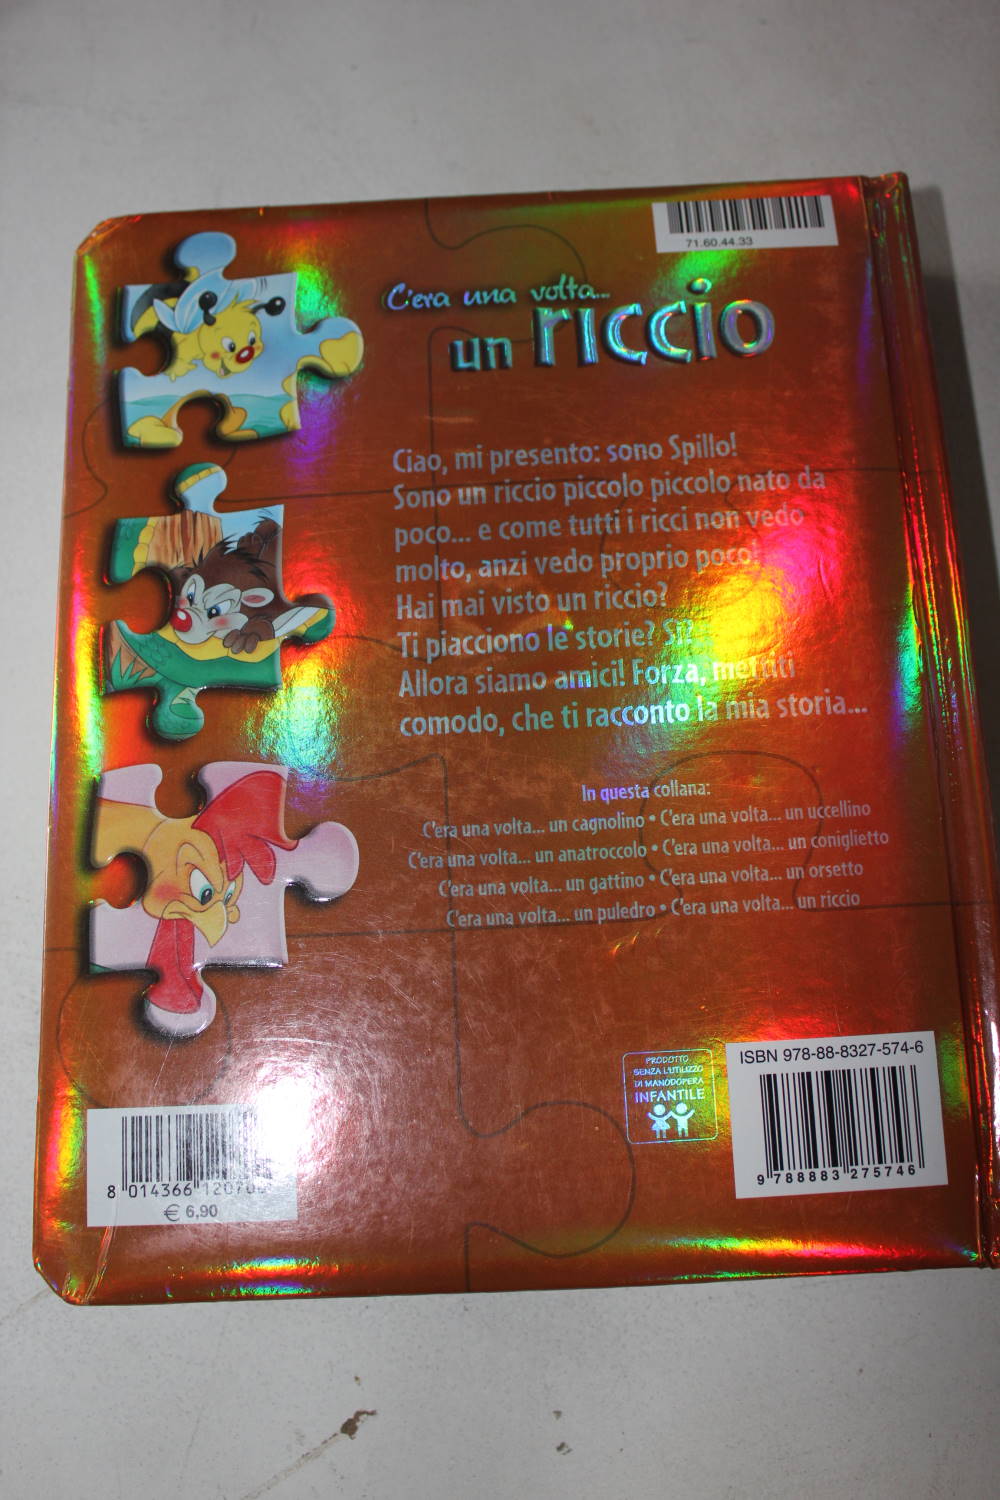 71.60.44.33
C'era una volta...
un riccio
Ciao, mi presento: sono Spillo!
Sono un riccio piccolo piccolo nato da
poco... e come tutti i ricci non vedo
molto, anzi vedo proprio poco!
Hai mai visto un riccio?
Ti piacciono le storie? Sì?
Allora siamo amici! Forza, mettiti
comodo, che ti racconto la mia storia...
In questa collana:
C'era una volta... un cagnolino • C'era una volta... un uccellino
C'era una volta... un anatroccolo • C'era una volta... un coniglietto
C'era una volta... un gattino • C'era una volta... un orsetto
C'era una volta... un puledro • C'era una volta... un riccio
PRODOTTO
SENZA L'UTILIZZO
DI MANODOPERA
INFANTILE
ISBN 978-88-8327-574-6
9 788883 275746
8 014366
€ 6,90